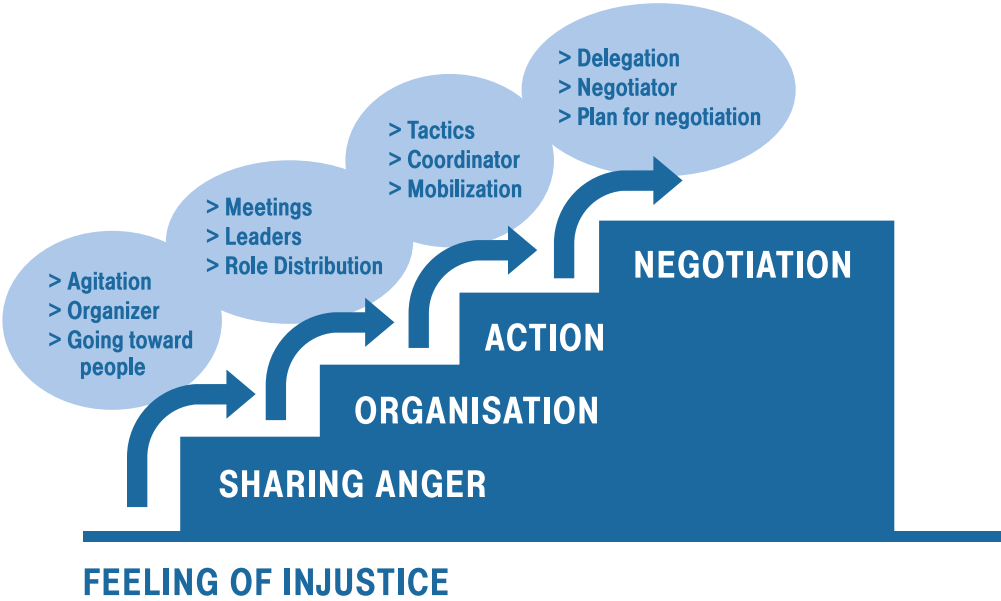 > Delegation
> Negotiator
> Plan for negotiation
> Tactics
> Coordinator
> Mobilization
> Meetings
> Leaders
> Role Distribution
> Agitation
> Organizer
> Going toward
people
NEGOTIATION
ACTION
ORGANISATION
SHARING ANGER
FEELING OF INJUSTICE